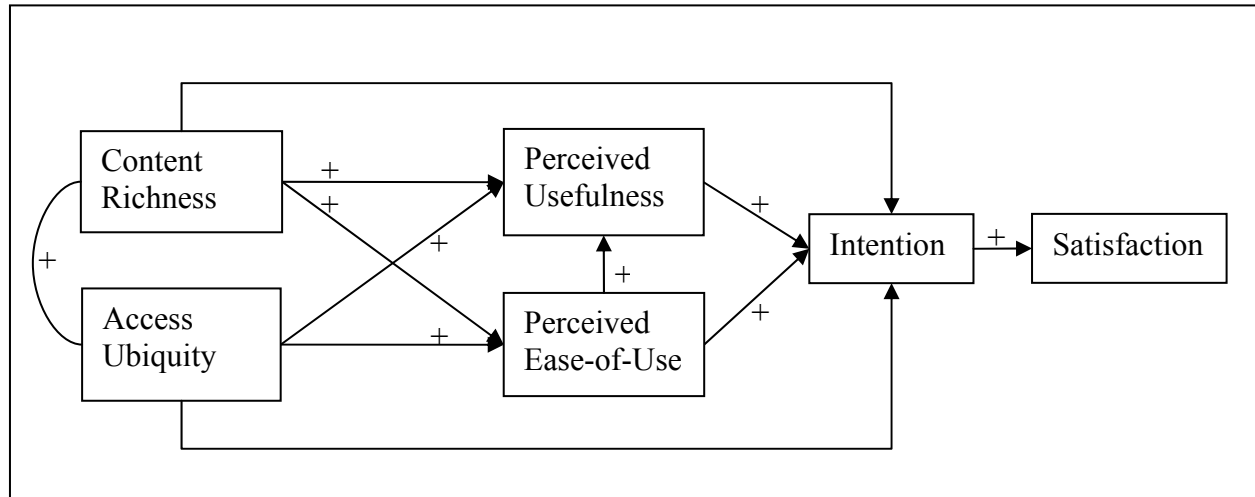 Content
Richness
Access
Ubiquity
+
+
+
+
+
Perceived
Usefulness
+
Perceived
Ease-of-Use
+
+
Intention
+
Satisfaction